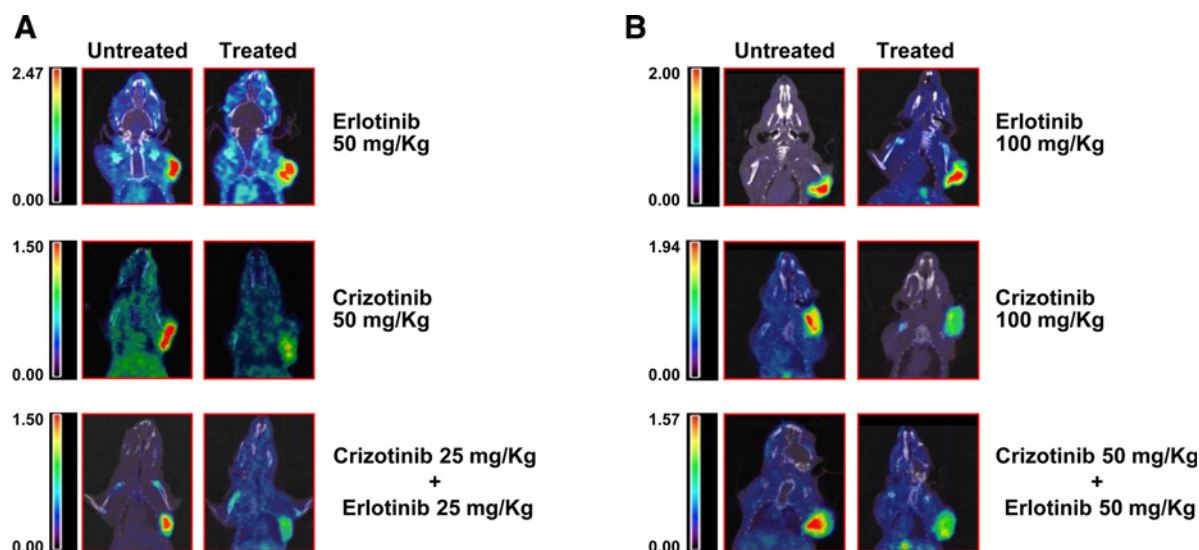 A
Untreated Treated
2.47
Erlotinib
50 mg/Kg
0.00
1.50
Crizotinib
50 mg/Kg
0.00
1.50
Crizotinib 25 mg/Kg
+
Erlotinib 25 mg/Kg
0.00
B
Untreated Treated
2.00
Erlotinib
100 mg/Kg
0.00
1.94
Crizotinib
100 mg/Kg
0.00
1.57
Crizotinib 50 mg/Kg
+
Erlotinib 50 mg/Kg
0.00